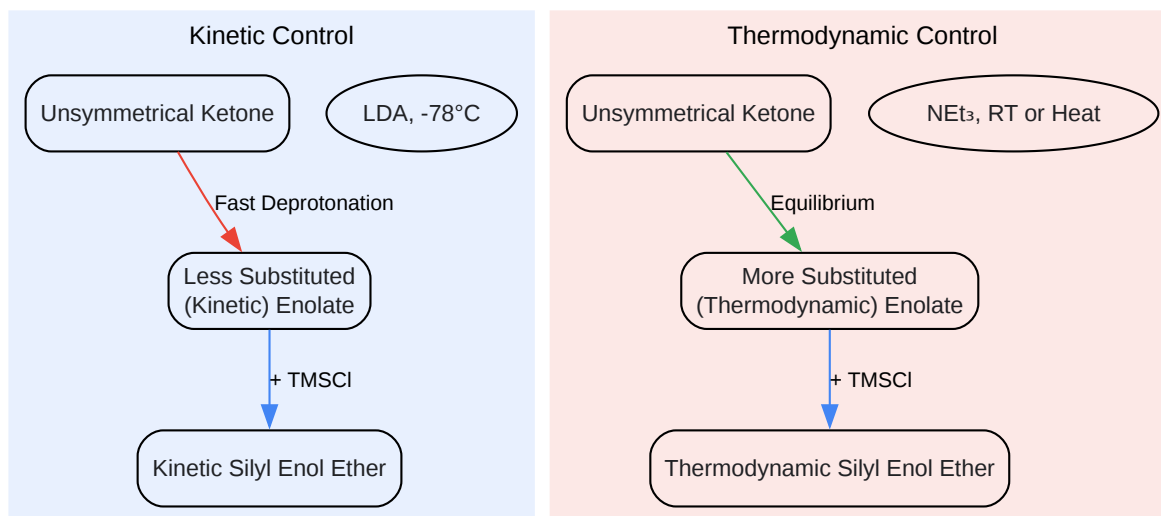 Kinetic Control
Unsymmetrical Ketone
LDA, -78°C
Fast Deprotonation
Less Substituted
(Kinetic) Enolate
+ TMSCl
Kinetic Silyl Enol Ether
Thermodynamic Control
Unsymmetrical Ketone
NEt₃, RT or Heat
Equilibrium
More Substituted
(Thermodynamic) Enolate
+ TMSCl
Thermodynamic Silyl Enol Ether